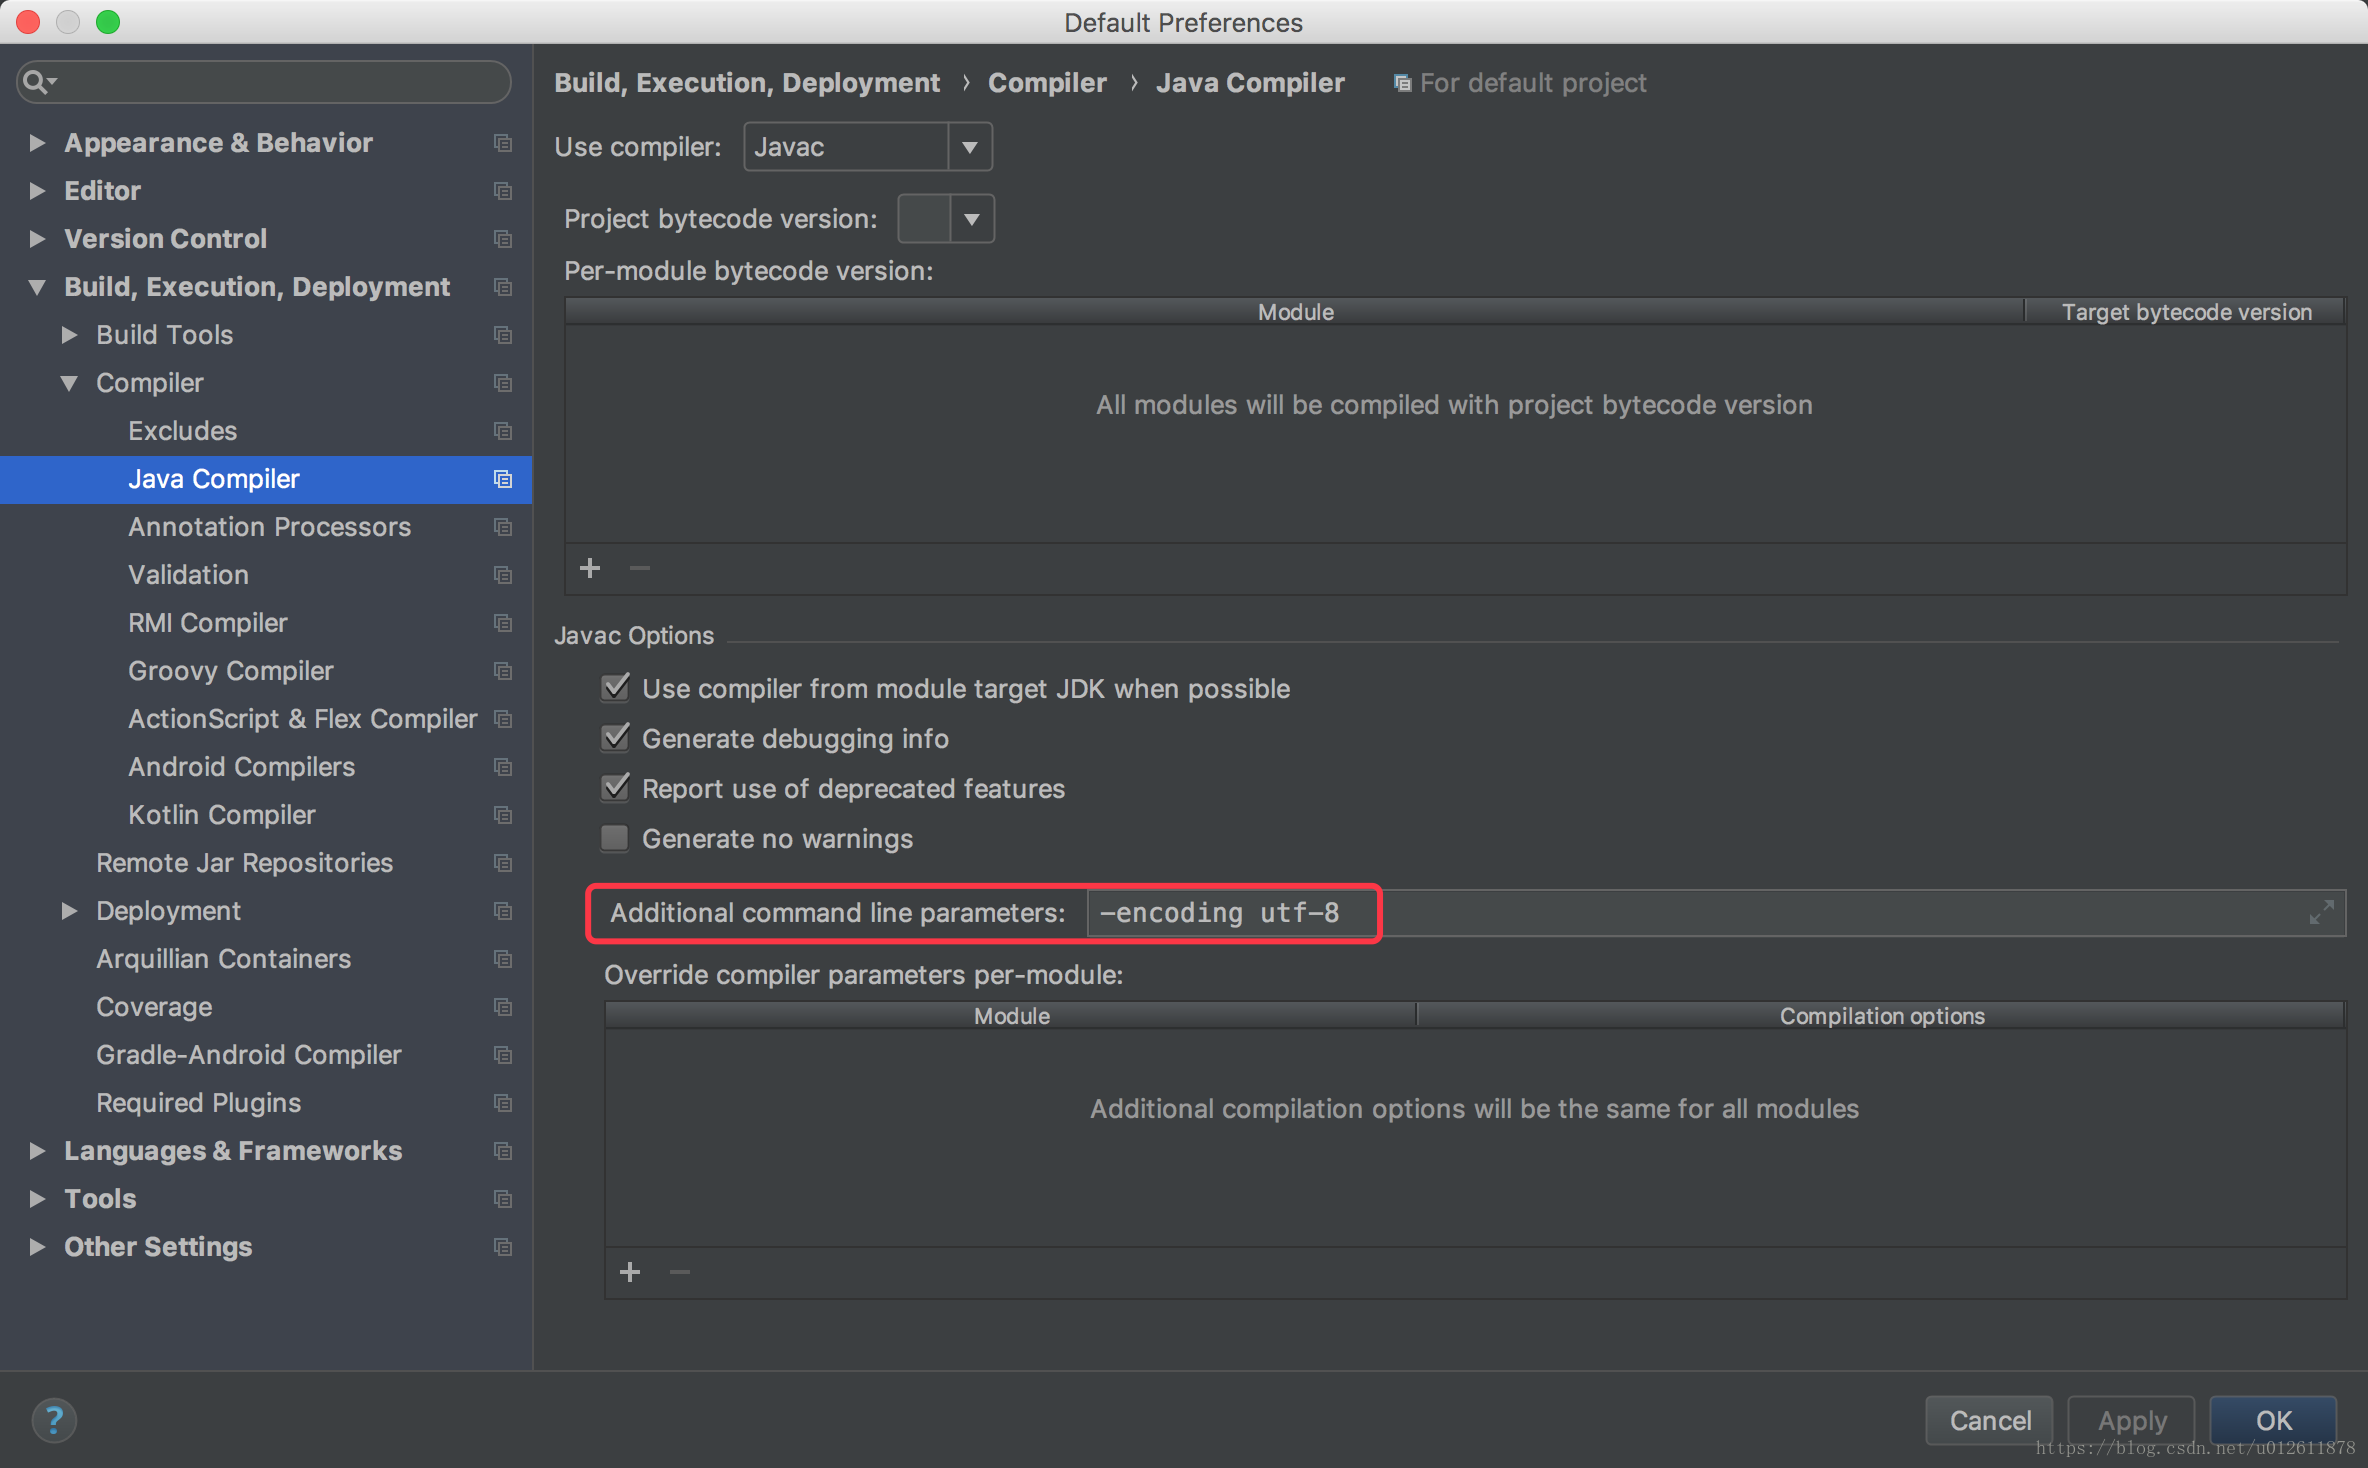 Default Preferences
Appearance & Behavior
Editor
Version Control
Build, Execution, Deployment
Build Tools
Compiler
Excludes
Java Compiler
Annotation Processors
Validation
RMI Compiler
Groovy Compiler
ActionScript & Flex Compiler
Android Compilers
Kotlin Compiler
Remote Jar Repositories
Deployment
Arquillian Containers
Coverage
Gradle-Android Compiler
Required Plugins
Languages & Frameworks
Tools
Other Settings
Build, Execution, Deployment › Compiler › Java Compiler For default project
Use compiler: Javac
Project bytecode version:
Per-module bytecode version:
Module Target bytecode version
All modules will be compiled with project bytecode version
Javac Options
Use compiler from module target JDK when possible
Generate debugging info
Report use of deprecated features
Generate no warnings
Additional command line parameters: -encoding utf-8
Override compiler parameters per-module:
Module Compilation options
Additional compilation options will be the same for all modules
? Cancel Apply OK
https://blog.csdn.net/u012611878